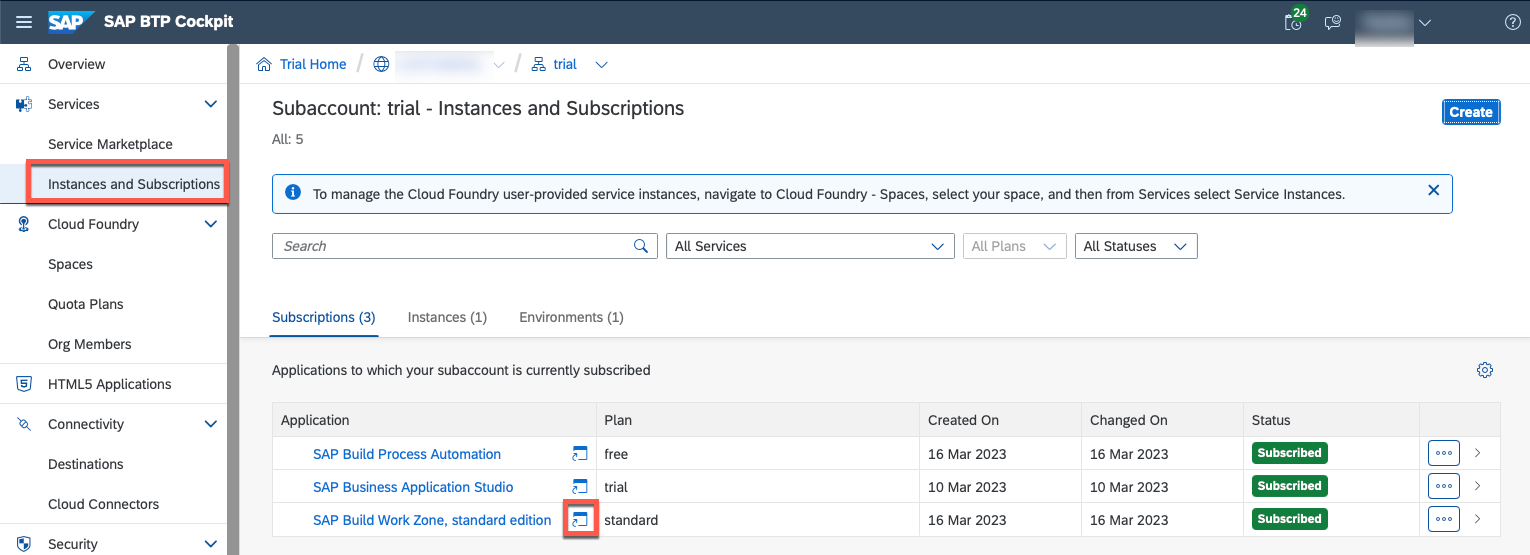 SAP SAP BTP Cockpit 24
Overview
Services
Service Marketplace
Instances and Subscriptions
Cloud Foundry
Spaces
Quota Plans
Org Members
HTML5 Applications
Connectivity
Destinations
Cloud Connectors
Security
Trial Home / / trial
Subaccount: trial - Instances and Subscriptions
Create
All: 5
To manage the Cloud Foundry user-provided service instances, navigate to Cloud Foundry - Spaces, select your space, and then from Services select Service Instances.
Search All Services All Plans All Statuses
Subscriptions (3) Instances (1) Environments (1)
Applications to which your subaccount is currently subscribed
Application Plan Created On Changed On Status
SAP Build Process Automation free 16 Mar 2023 16 Mar 2023 Subscribed
SAP Business Application Studio trial 10 Mar 2023 10 Mar 2023 Subscribed
SAP Build Work Zone, standard edition standard 16 Mar 2023 16 Mar 2023 Subscribed